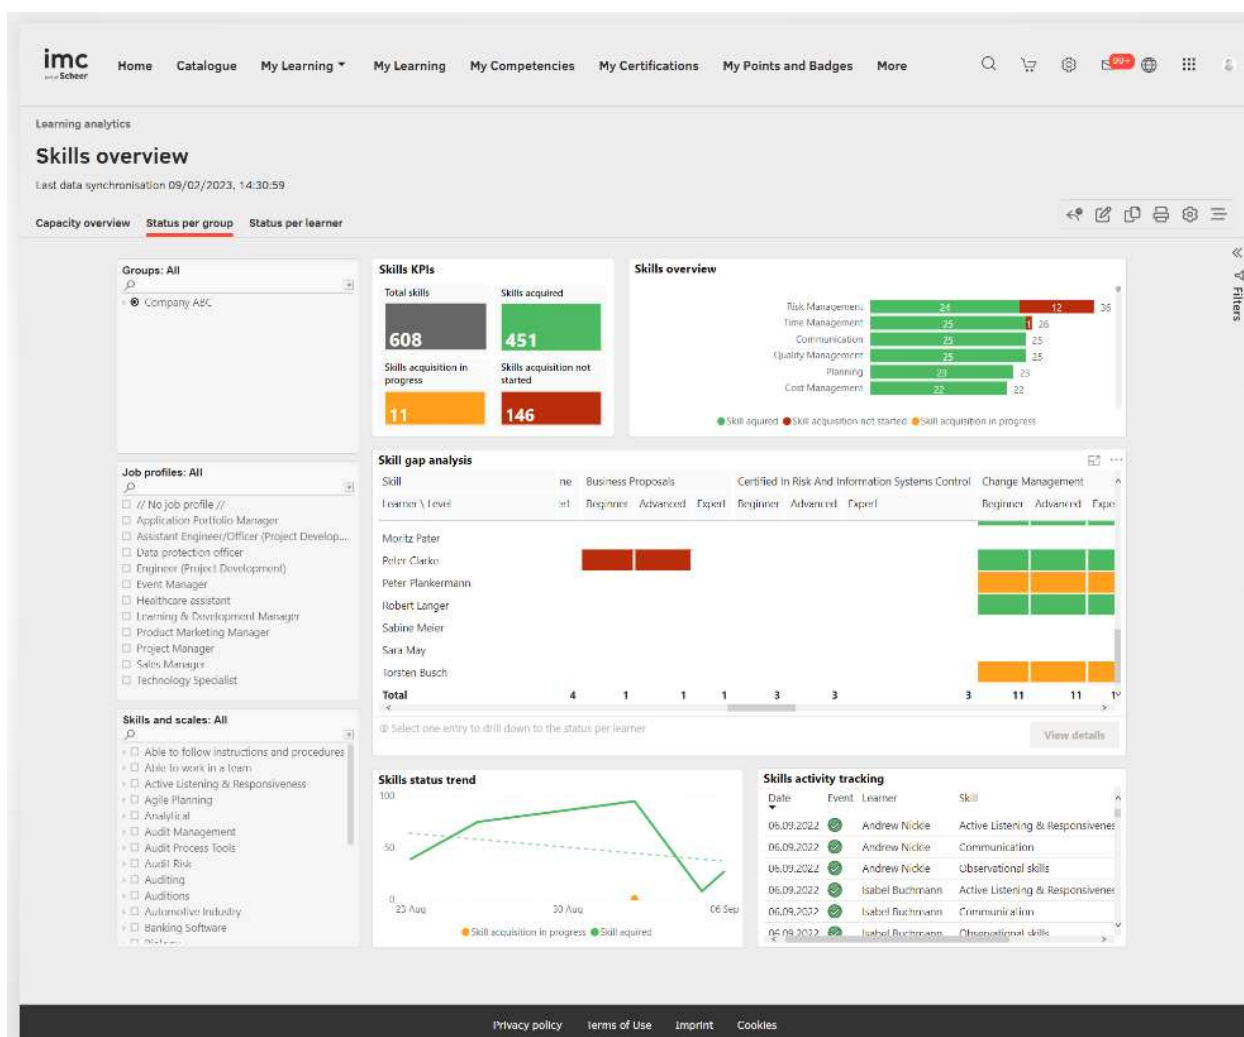 imc
Scheer
Home Catalogue My Learning My Learning My Competencies My Certifications My Points and Badges More
99+
Learning analytics
Skills overview
Last data synchronisation 09/02/2023, 14:30:59
Capacity overview Status per group Status per learner
Filters
Groups: All
Company ABC
Skills KPIs
Total skills Skills acquired
608 451
Skills acquisition in progress Skills acquisition not started
11 146
Skills overview
Risk Management 24 12 36
Time Management 25 1 26
Communication 25 25
Quality Management 25 25
Planning 23 23
Cost Management 22 22
Skill aquired Skill acquisition not started Skill acquisition in progress
Job profiles: All
// No job profile //
Application Portfolio Manager
Assistant Engineer/Officer (Project Develop...
Data protection officer
Engineer (Project Development)
Event Manager
Healthcare assistant
Learning & Development Manager
Product Marketing Manager
Project Manager
Sales Manager
Technology Specialist
Skill gap analysis
Skill ne Business Proposals Certified In Risk And Information Systems Control Change Management
Learner \ Level ert Beginner Advanced Expert Beginner Advanced Expert Beginner Advanced Expe
Moritz Pater
Peter Clarke
Peter Plankermann
Robert Langer
Sabine Meier
Sara May
Torsten Busch
Total 4 1 1 1 3 3 3 11 11 1
Select one entry to drill down to the status per learner
View details
Skills and scales: All
Able to follow instructions and procedures
Able to work in a team
Active Listening & Responsiveness
Agile Planning
Analytical
Audit Management
Audit Process Tools
Audit Risk
Auditing
Auditions
Automotive Industry
Banking Software
Skills status trend
100
50
0
23 Aug 30 Aug 06 Sep
Skill acquisition in progress Skill aquired
Skills activity tracking
Date Event Learner Skill
06.09.2022 Andrew Nickle Active Listening & Responsivenes
06.09.2022 Andrew Nickle Communication
06.09.2022 Andrew Nickle Observational skills
06.09.2022 Isabel Buchmann Active Listening & Responsivenes
06.09.2022 Isabel Buchmann Communication
06.09.2022 Isabel Buchmann Observational skills
Privacy policy Terms of Use Imprint Cookies